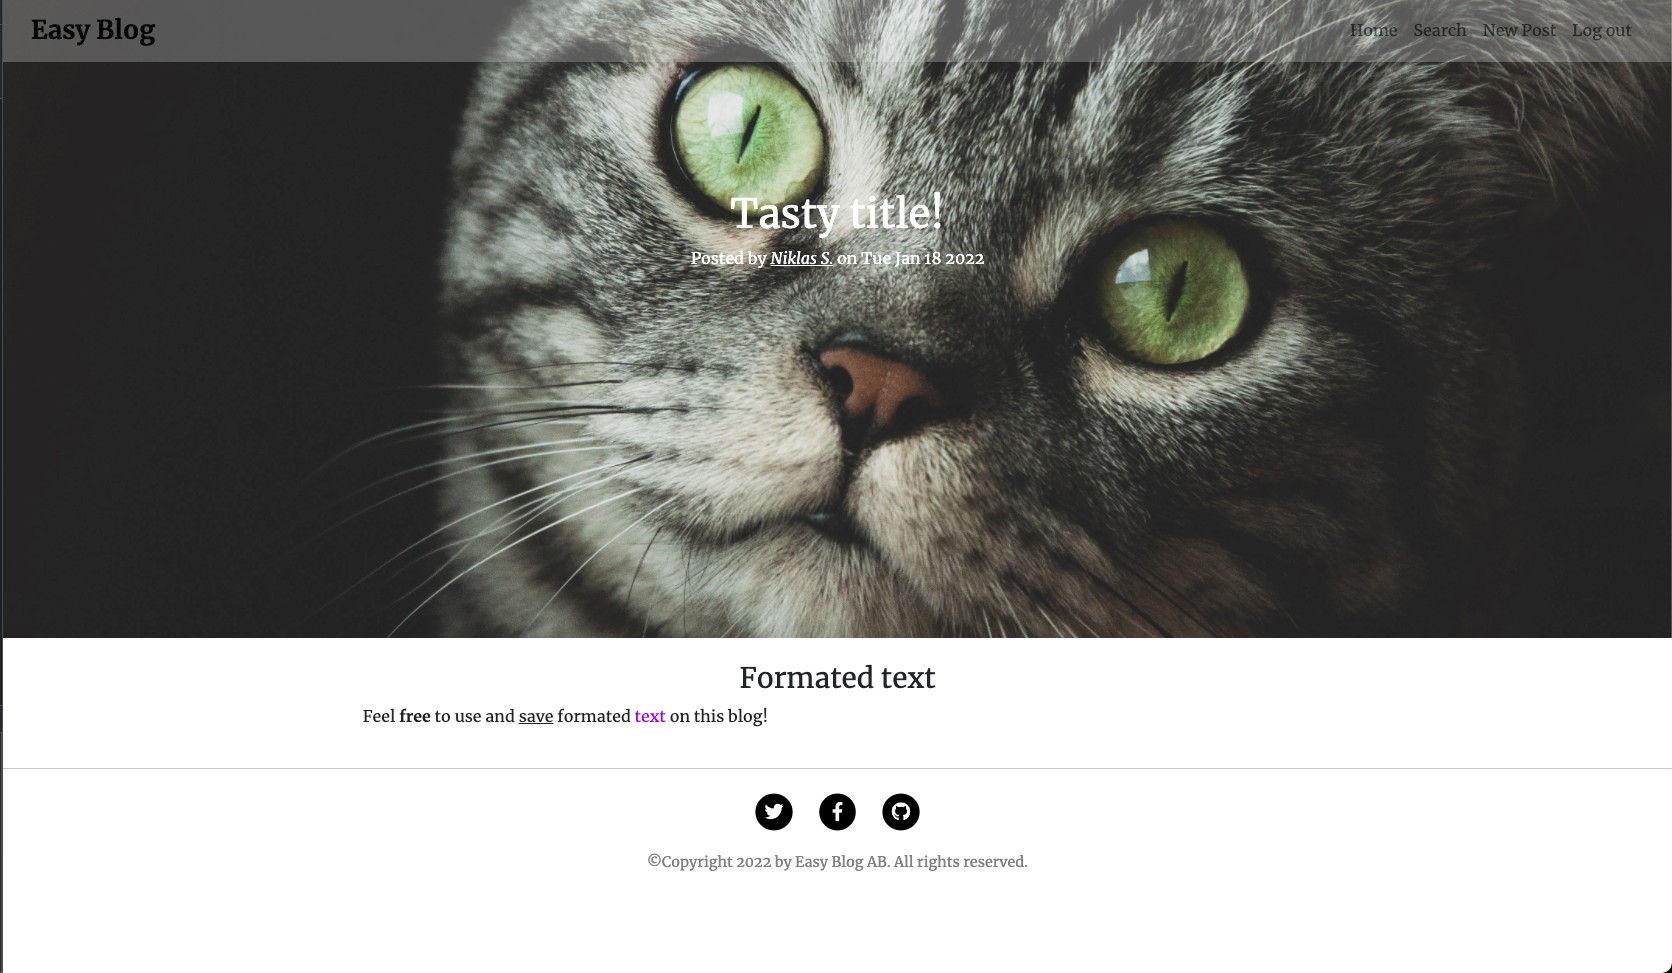 Easy Blog
Home Search New Post Log out
Tasty title!
Posted by Niklas S. on Tue Jan 18 2022
Formated text
Feel free to use and save formated text on this blog!
©Copyright 2022 by Easy Blog AB. All rights reserved.